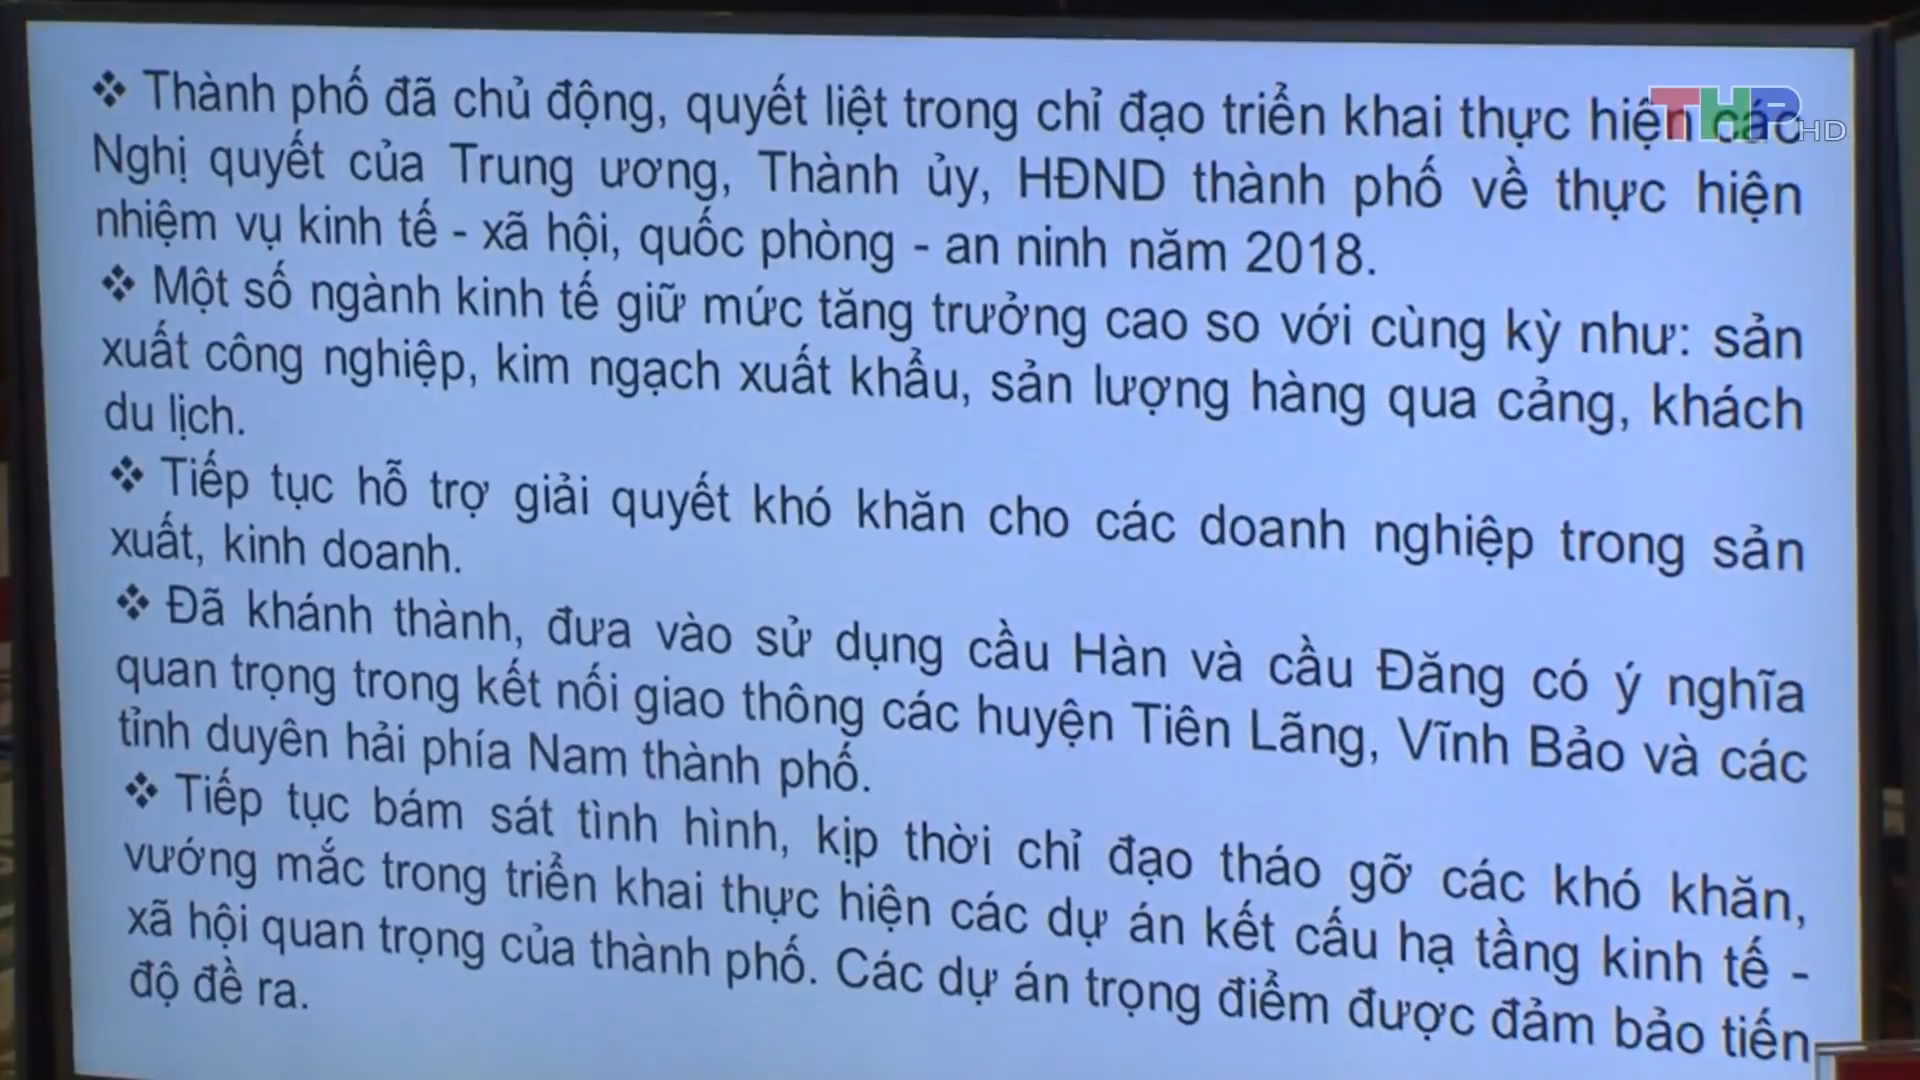 ❖ Thành phố đã chủ động, quyết liệt trong chỉ đạo triển khai thực hiện các
Nghị quyết của Trung ương, Thành ủy, HĐND thành phố về thực hiện
nhiệm vụ kinh tế - xã hội, quốc phòng - an ninh năm 2018.
❖ Một số ngành kinh tế giữ mức tăng trưởng cao so với cùng kỳ như: sản
xuất công nghiệp, kim ngạch xuất khẩu, sản lượng hàng qua cảng, khách
du lịch.
❖ Tiếp tục hỗ trợ giải quyết khó khăn cho các doanh nghiệp trong sản
xuất, kinh doanh.
❖ Đã khánh thành, đưa vào sử dụng cầu Hàn và cầu Đăng có ý nghĩa
quan trọng trong kết nối giao thông các huyện Tiên Lãng, Vĩnh Bảo và các
tỉnh duyên hải phía Nam thành phố.
❖ Tiếp tục bám sát tình hình, kịp thời chỉ đạo tháo gỡ các khó khăn,
vướng mắc trong triển khai thực hiện các dự án kết cấu hạ tầng kinh tế -
xã hội quan trọng của thành phố. Các dự án trọng điểm được đảm bảo tiến
độ đề ra.
THP HD